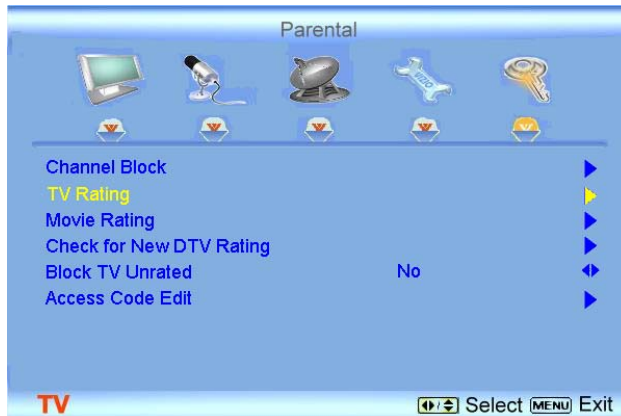 Parental
VIZIO
Channel Block
TV Rating
Movie Rating
Check for New DTV Rating
Block TV Unrated No
Access Code Edit
TV Select MENU Exit